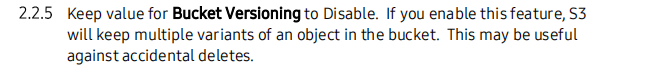 2.2.5 Keep value for Bucket Versioning to Disable. If you enable this feature, S3
will keep multiple variants of an object in the bucket. This may be useful
against accidental deletes.